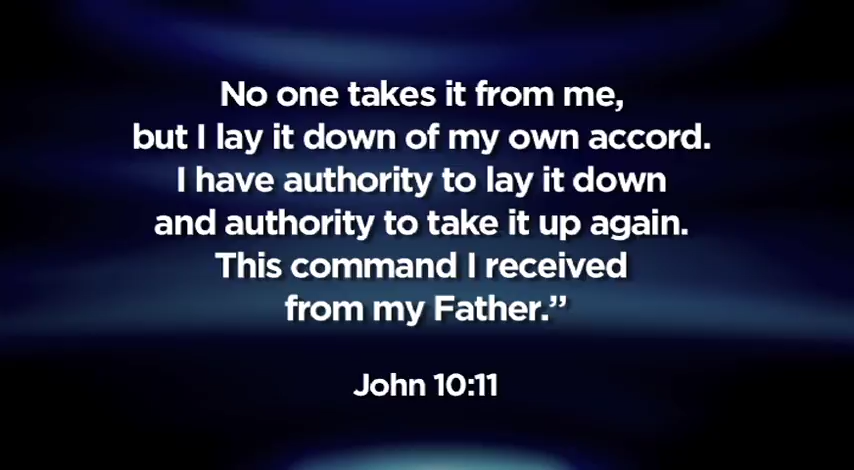 No one takes it from me,
but I lay it down of my own accord.
I have authority to lay it down
and authority to take it up again.
This command I received
from my Father.”
John 10:11